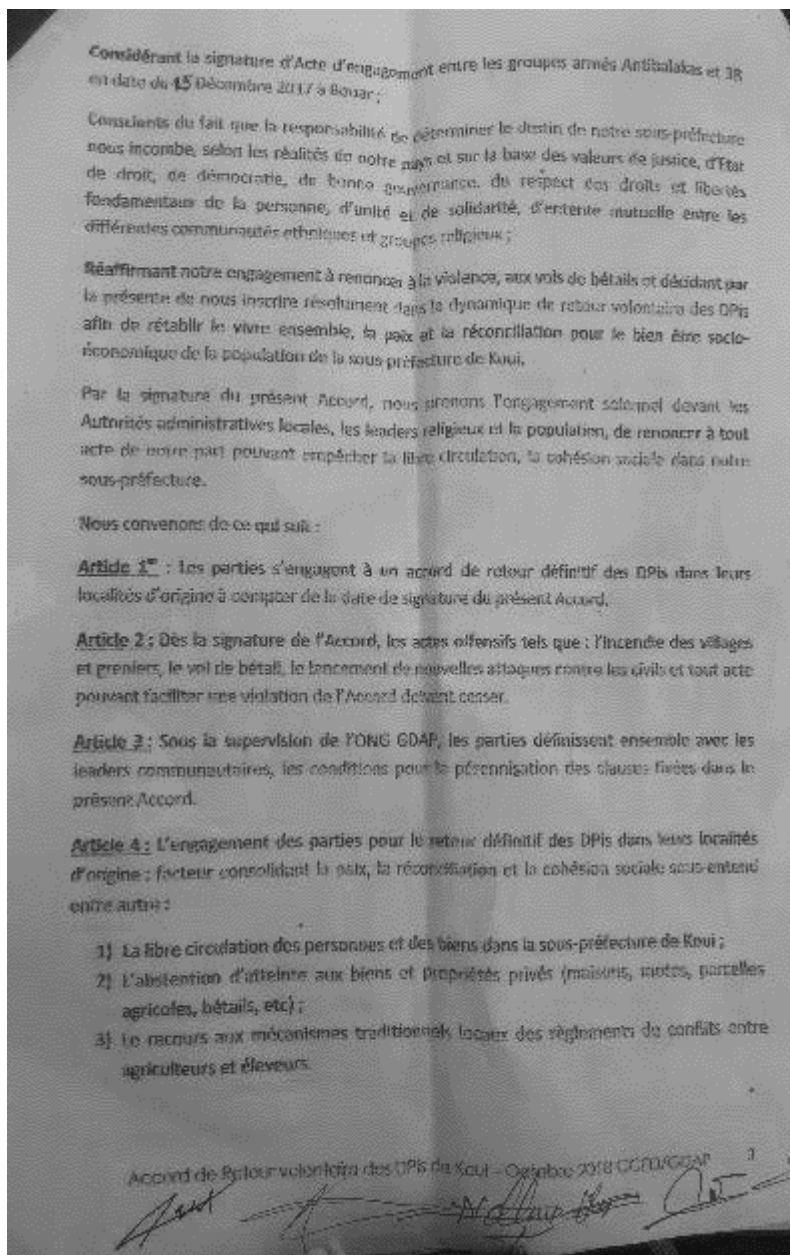 Considérant la signature d'Acte d'engagement entre les groupes armés Antibalakas et 3R
en date du 15 Décembre 2017 à Bouar ;
Conscients du fait que la responsabilité de déterminer le destin de notre sous-préfecture
nous incombe, selon les réalités de notre pays et sur la base des valeurs de justice, d'Etat
de droit, de démocratie, de bonne gouvernance, du respect des droits et libertés
fondamentaux de la personne, d'unité et de solidarité, d'entente mutuelle entre les
différentes communautés ethniques et groupes religieux ;
Réaffirmant notre engagement à renoncer à la violence, aux vols de bétails et décidant par
la présente de nous inscrire résolument dans la dynamique de retour volontaire des DPIs
afin de rétablir le vivre ensemble, la paix et la réconciliation pour le bien être socio-
économique de la population de la sous préfecture de Koui.
Par la signature du présent Accord, nous prenons l'engagement solennel devant les
Autorités administratives locales, les leaders religieux et la population, de renoncer à tout
acte de notre part pouvant empêcher la libre circulation, la cohésion sociale dans notre
sous-préfecture.
Nous convenons de ce qui suit :
Article 1er : Les parties s'engagent à un accord de retour définitif des DPIs dans leurs
localités d'origine à compter de la date de signature du présent Accord.
Article 2 : Dès la signature de l'Accord, les actes offensifs tels que : l'incendie des villages
et greniers, le vol de bétail, le lancement de nouvelles attaques contre les civils et tout acte
pouvant faciliter une violation de l'Accord doivent cesser.
Article 3 : Sous la supervision de l'ONG GDAP, les parties définissent ensemble avec les
leaders communautaires, les conditions pour la pérennisation des clauses fixées dans le
présent Accord.
Article 4 : L'engagement des parties pour le retour définitif des DPIs dans leurs localités
d'origine ; facteur consolidant la paix, la réconciliation et la cohésion sociale sous-entend
entre autre :
1) La libre circulation des personnes et des biens dans la sous-préfecture de Koui ;
2) L'abstention d'atteinte aux biens et propriétés privés (maisons, motos, parcelles
agricoles, bétails, etc) ;
3) Le recours aux mécanismes traditionnels locaux des règlements de conflits entre
agriculteurs et éleveurs.
Accord de Retour volontaire des DPIs de Koui – Octobre 2018 /GDAP 3